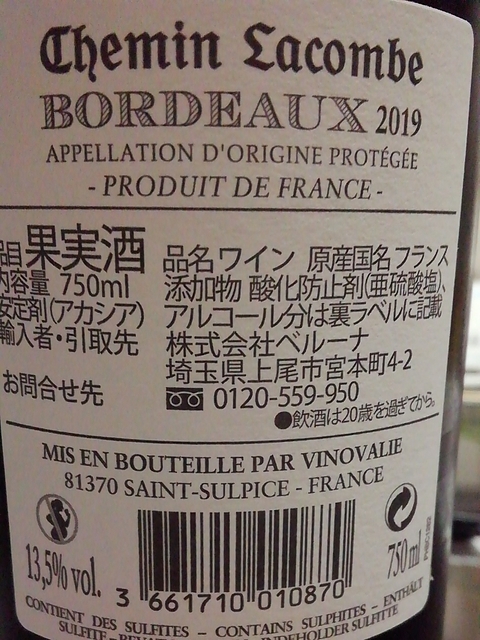 Chemin Lacombe
BORDEAUX 2019
APPELLATION D'ORIGINE PROTÉGÉE
- PRODUIT DE FRANCE -
品目 果実酒 品名 ワイン 原産国名 フランス
内容量 750ml 添加物 酸化防止剤(亜硫酸塩)、
安定剤(アカシア) アルコール分は裏ラベルに記載
輸入者・引取先 株式会社ベルーナ
埼玉県上尾市宮本町4-2
お問合せ先 0120-559-950
●飲酒は20歳を過ぎてから。
MIS EN BOUTEILLE PAR VINOVALIE
81370 SAINT-SULPICE - FRANCE
13,5% vol.
750 ml
3 661710 010870
CONTIENT DES SULFITES - CONTAINS SULPHITES - ENTHÄLT
SULFITE -